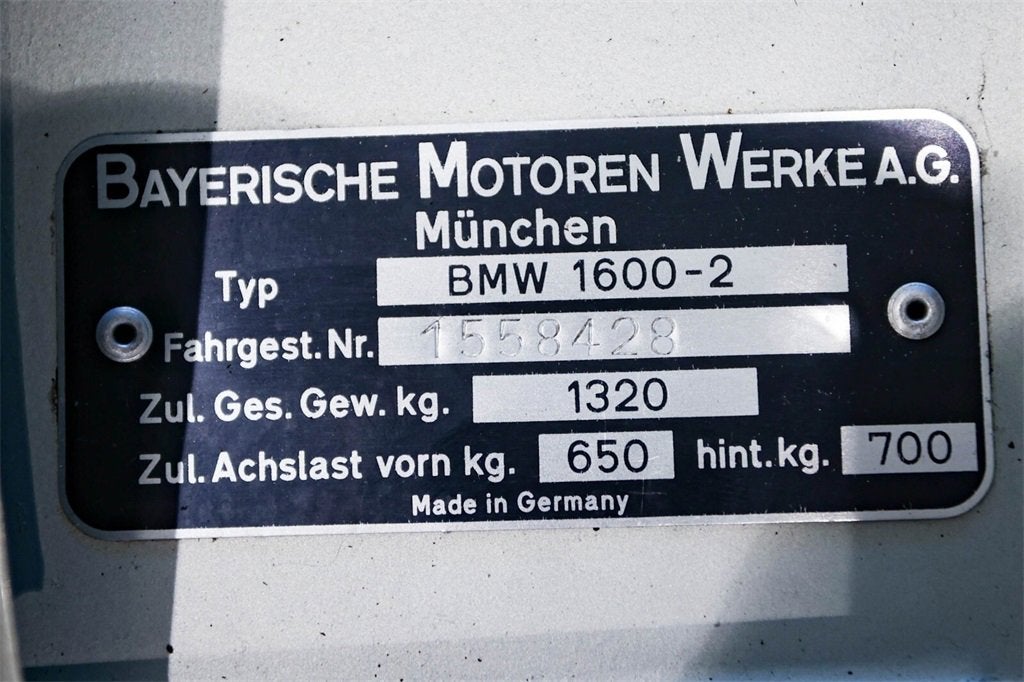 BAYERISCHE MOTOREN WERKE A.G.
München
Typ BMW 1600-2
Fahrgest. Nr. 1558428
Zul. Ges. Gew. kg. 1320
Zul. Achslast vorn kg. 650 hint. kg. 700
Made in Germany